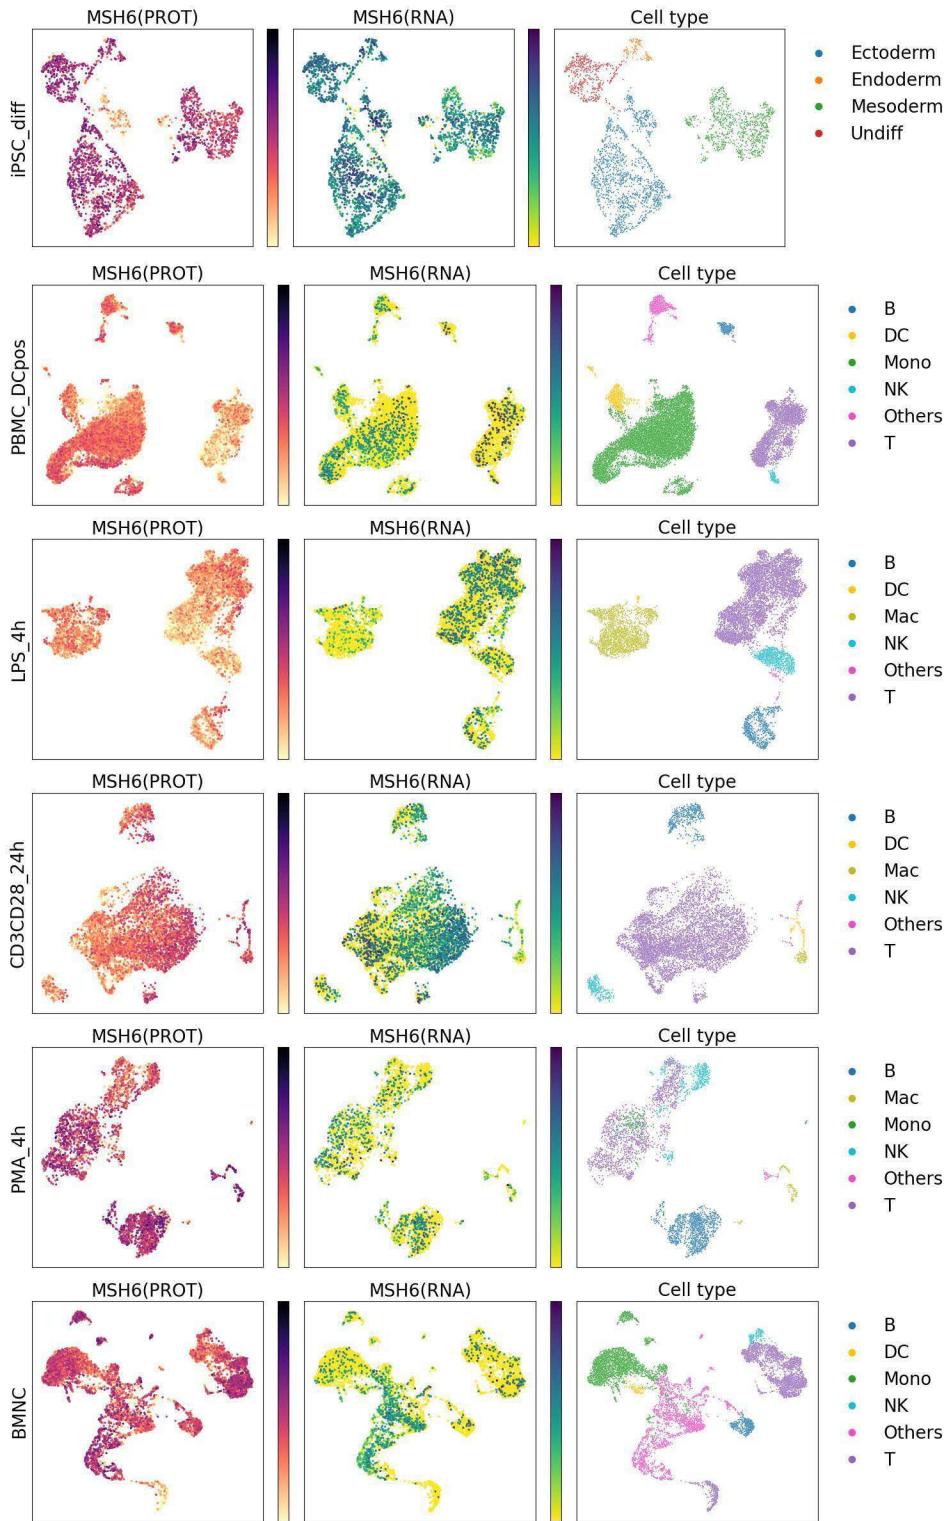 MSH6(PROT) MSH6(RNA) Cell type
iPSC_diff
Ectoderm
Endoderm
Mesoderm
Undiff
MSH6(PROT) MSH6(RNA) Cell type
PBMC_DCpos
B
DC
Mono
NK
Others
T
MSH6(PROT) MSH6(RNA) Cell type
LPS_4h
B
DC
Mac
NK
Others
T
MSH6(PROT) MSH6(RNA) Cell type
CD3CD28_24h
B
DC
Mac
NK
Others
T
MSH6(PROT) MSH6(RNA) Cell type
PMA_4h
B
Mac
Mono
NK
Others
T
MSH6(PROT) MSH6(RNA) Cell type
BMNC
B
DC
Mono
NK
Others
T